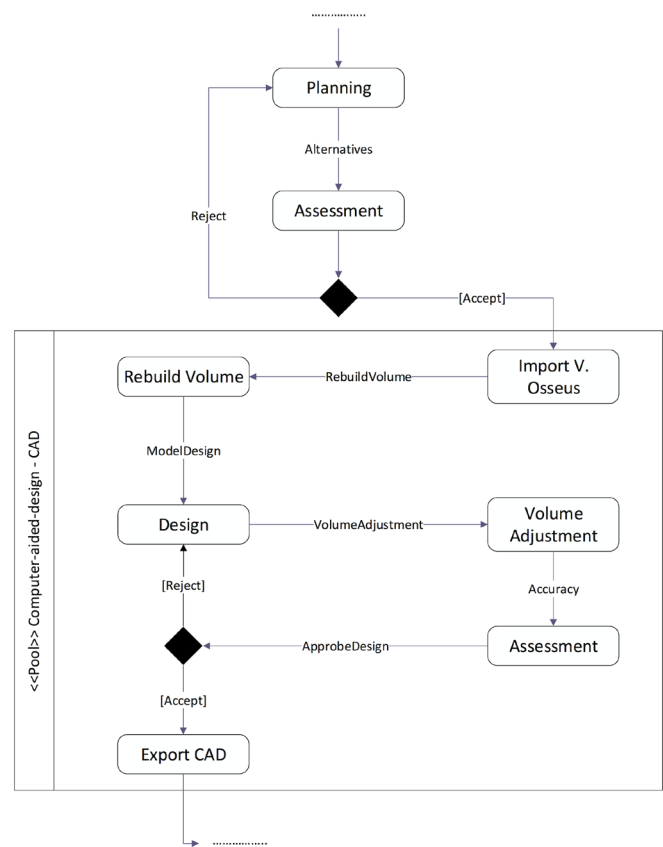 ................
Planning
Alternatives
Assessment
Reject
[Accept]
<<Pool>> Computer-aided-design - CAD
Import V.
Osseus
RebuildVolume
Rebuild Volume
ModelDesign
Design
VolumeAdjustment
Volume
Adjustment
Accuracy
Assessment
ApprobeDesign
[Reject]
[Accept]
Export CAD
................